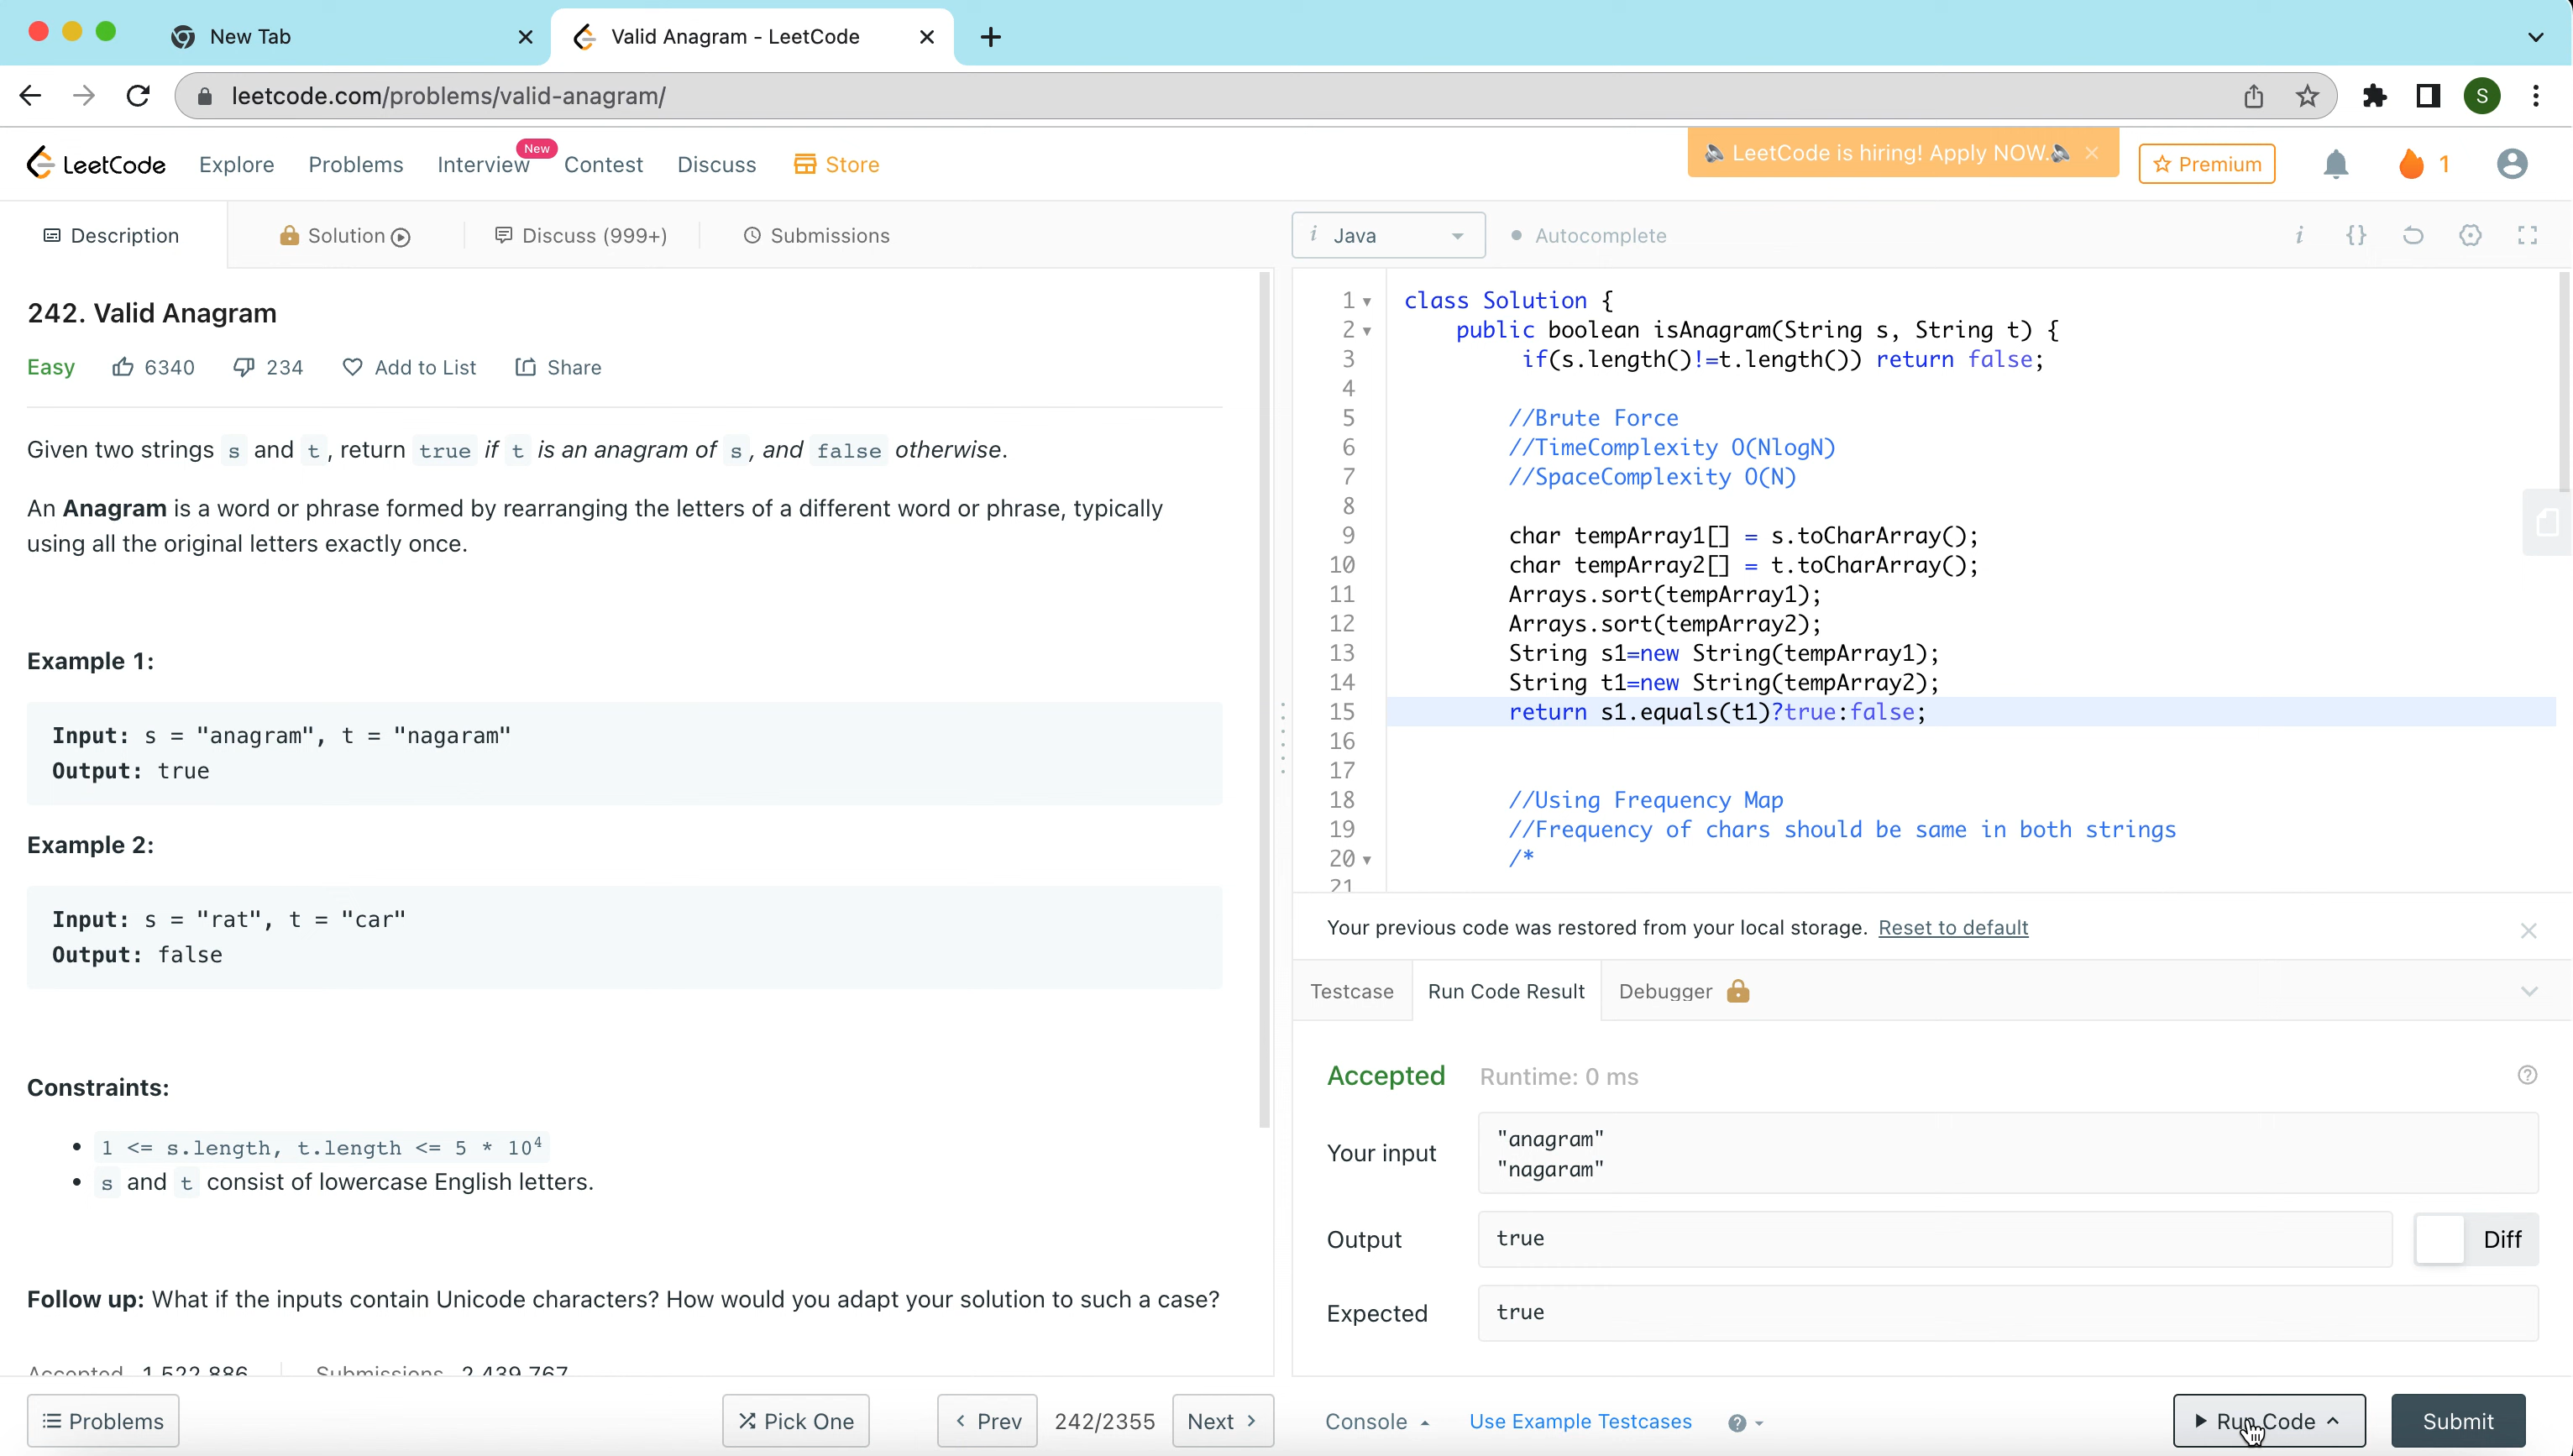 New Tab
Valid Anagram - LeetCode
leetcode.com/problems/valid-anagram/
S
LeetCode
Explore
Problems
Interview
New
Contest
Discuss
Store
LeetCode is hiring! Apply NOW.
Premium
1
Description
Solution
Discuss (999+)
Submissions
i Java
Autocomplete
i
{}
242. Valid Anagram
Easy
6340
234
Add to List
Share
Given two strings s and t, return true if t is an anagram of s, and false otherwise.
An Anagram is a word or phrase formed by rearranging the letters of a different word or phrase, typically
using all the original letters exactly once.
Example 1:
Input: s = "anagram", t = "nagaram"
Output: true
Example 2:
Input: s = "rat", t = "car"
Output: false
Constraints:
1 <= s.length, t.length <= 5 * 10⁴
s and t consist of lowercase English letters.
Follow up: What if the inputs contain Unicode characters? How would you adapt your solution to such a case?
Accepted 1,522,886
Submissions 2,439,767
Problems
Pick One
Prev
242/2355
Next
1 class Solution {
2 public boolean isAnagram(String s, String t) {
3 if(s.length()!=t.length()) return false;
4
5 //Brute Force
6 //TimeComplexity O(NlogN)
7 //SpaceComplexity O(N)
8
9 char tempArray1[] = s.toCharArray();
10 char tempArray2[] = t.toCharArray();
11 Arrays.sort(tempArray1);
12 Arrays.sort(tempArray2);
13 String s1=new String(tempArray1);
14 String t1=new String(tempArray2);
15 return s1.equals(t1)?true:false;
16
17
18 //Using Frequency Map
19 //Frequency of chars should be same in both strings
20 /*
21
Your previous code was restored from your local storage. Reset to default
Testcase
Run Code Result
Debugger
Accepted
Runtime: 0 ms
Your input
"anagram"
"nagaram"
Output
true
Diff
Expected
true
Console
Use Example Testcases
Run Code
Submit